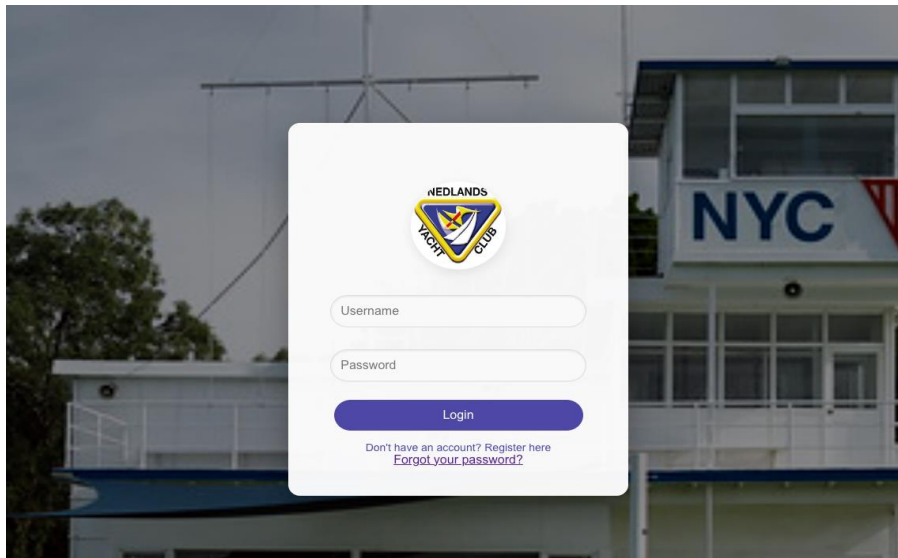 NEDLANDS
YACHT CLUB
NYC
Username
Password
Login
Don't have an account? Register here
Forgot your password?